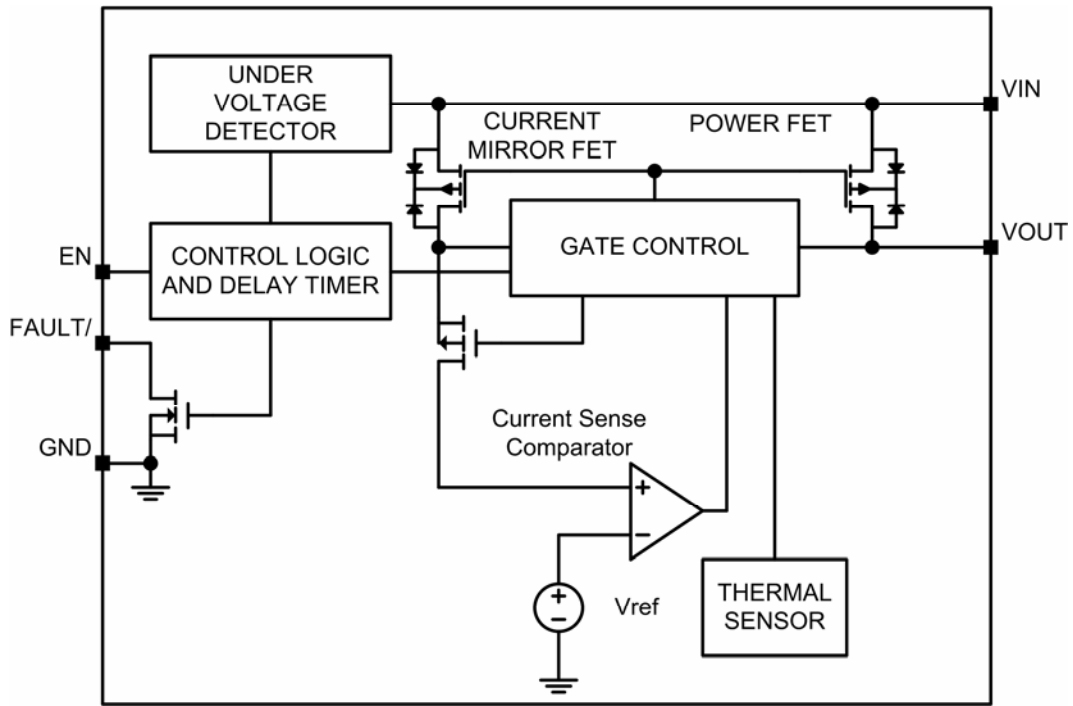 UNDER
VOLTAGE
DETECTOR
VIN
CURRENT
MIRROR FET
POWER FET
EN
CONTROL LOGIC
AND DELAY TIMER
GATE CONTROL
VOUT
FAULT/
GND
Current Sense
Comparator
+
−
+
−
Vref
THERMAL
SENSOR